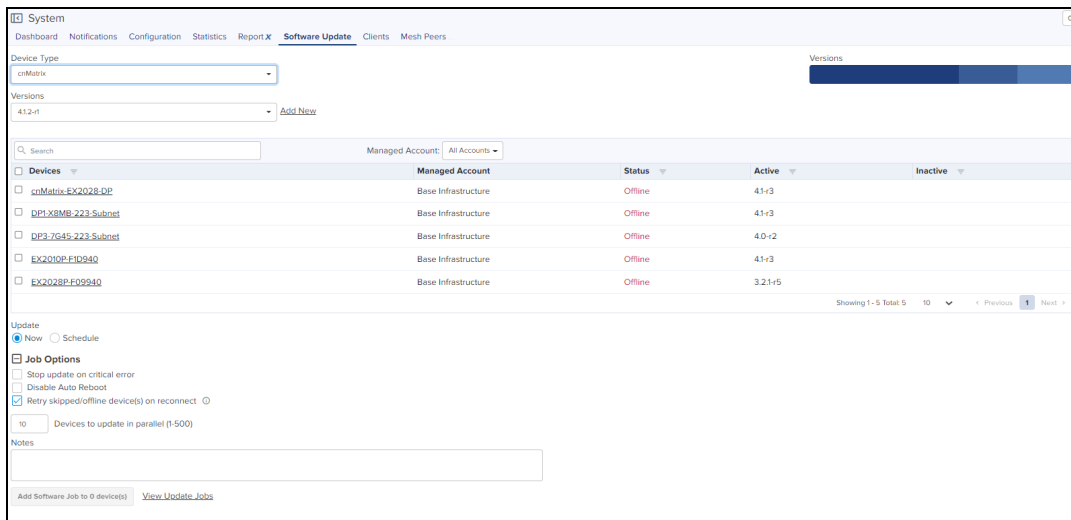 System
Dashboard Notifications Configuration Statistics Report X Software Update Clients Mesh Peers
Device Type Versions
cnMatrix
Versions
4.1.2-r1 Add New
Search Managed Account: All Accounts
Devices Managed Account Status Active Inactive
cnMatrix-EX2028-DP Base Infrastructure Offline 4.1-r3
DP1-X8MB-223-Subnet Base Infrastructure Offline 4.1-r3
DP3-7G45-223-Subnet Base Infrastructure Offline 4.0-r2
EX2010P-F1D940 Base Infrastructure Offline 4.1-r3
EX2028P-F09940 Base Infrastructure Offline 3.2.1-r5
Showing 1 - 5 Total: 5 10 < Previous 1 Next >
Update
Now Schedule
Job Options
Stop update on critical error
Disable Auto Reboot
Retry skipped/offline device(s) on reconnect
10 Devices to update in parallel (1-500)
Notes
Add Software Job to 0 device(s) View Update Jobs